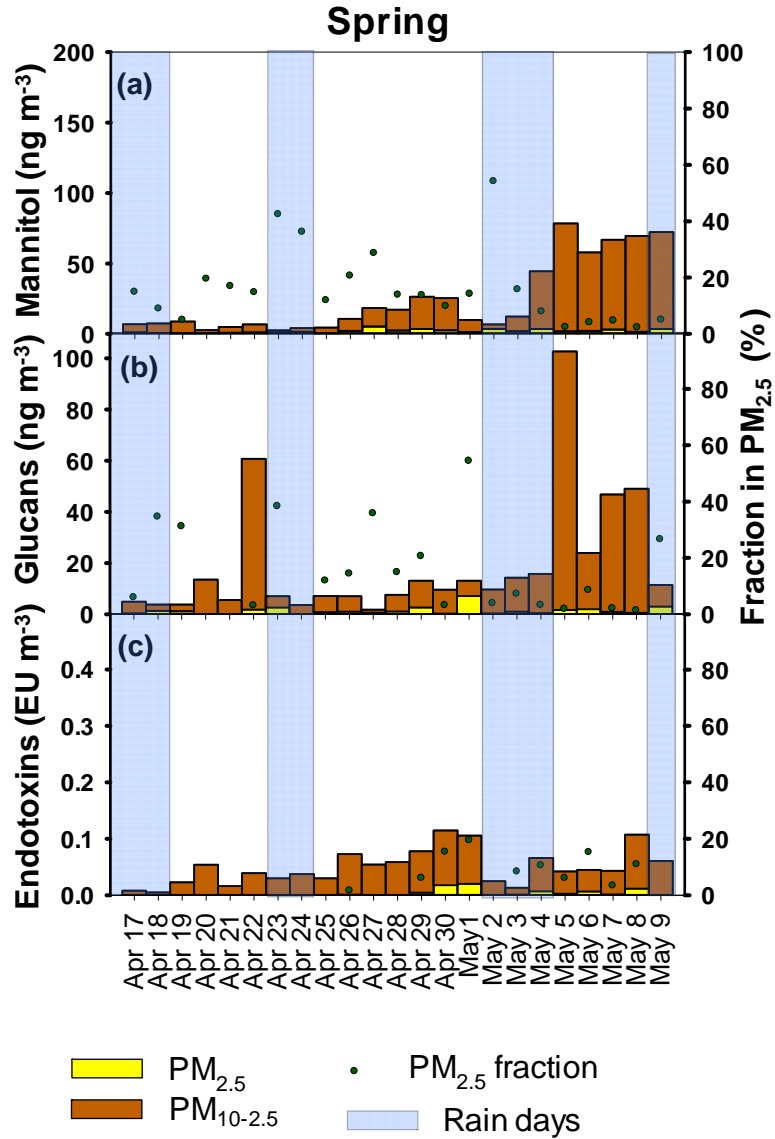 Spring
Mannitol (ng m⁻³)
200
150
100
50
0
(a)
100
80
60
40
20
0
Glucans (ng m⁻³)
100
80
60
40
20
0
(b)
80
60
40
20
0
Fraction in PM₂.₅ (%)
Endotoxins (EU m⁻³)
0.4
0.3
0.2
0.1
0.0
(c)
80
60
40
20
0
Apr 17
Apr 18
Apr 19
Apr 20
Apr 21
Apr 22
Apr 23
Apr 24
Apr 25
Apr 26
Apr 27
Apr 28
Apr 29
Apr 30
May 1
May 2
May 3
May 4
May 5
May 6
May 7
May 8
May 9
PM₂.₅
PM₂.₅ fraction
PM₁₀₋₂.₅
Rain days